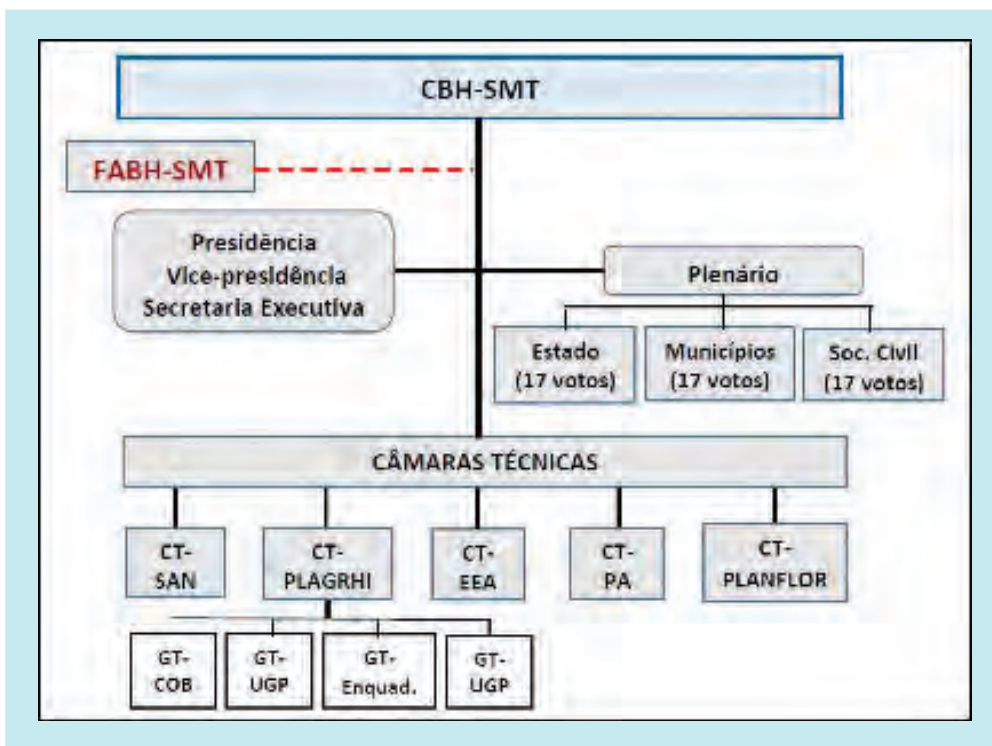 CBH-SMT
FABH-SMT
Presidência
Vice-presidência
Secretaria Executiva
Plenário
Estado
(17 votos)
Municípios
(17 votos)
Soc. Civil
(17 votos)
CÂMARAS TÉCNICAS
CT-
SAN
CT-
PLAGRHI
CT-
EEA
CT-
PA
CT-
PLANFLOR
GT-
COB
GT-
UGP
GT-
Enquad.
GT-
UGP